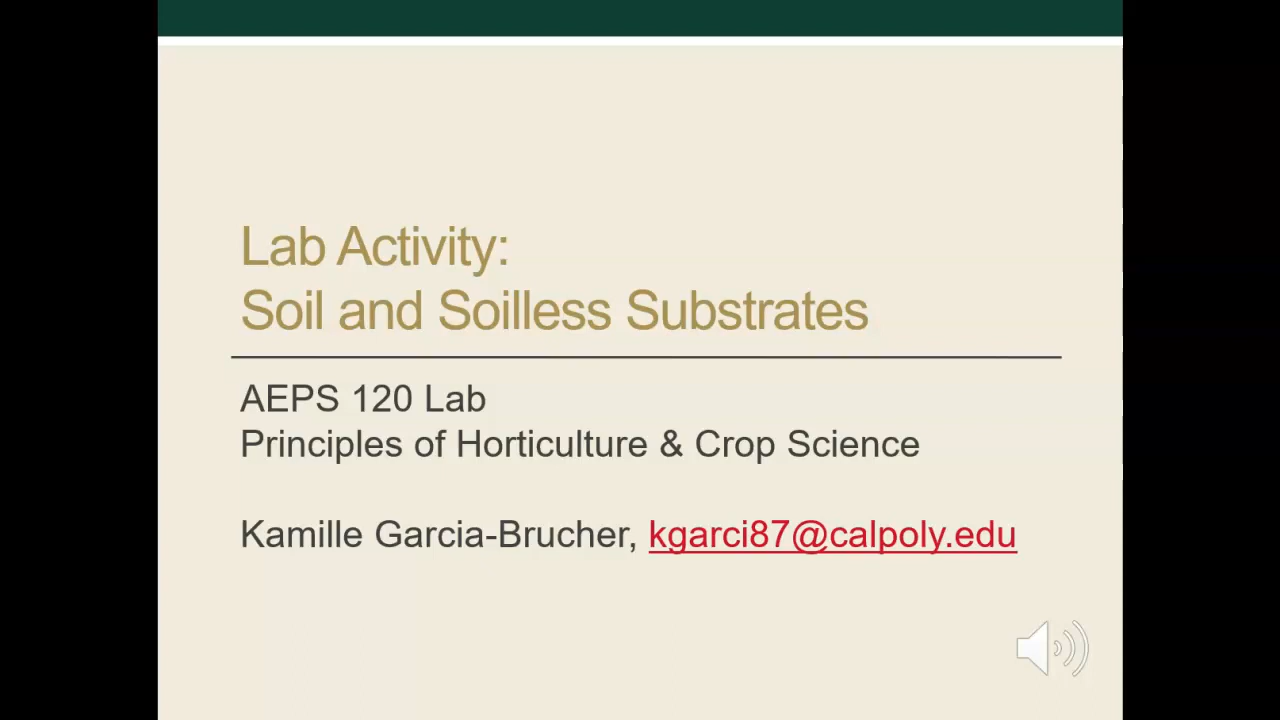 Lab Activity:
Soil and Soilless Substrates
AEPS 120 Lab
Principles of Horticulture & Crop Science
Kamille Garcia-Brucher, kgarci87@calpoly.edu